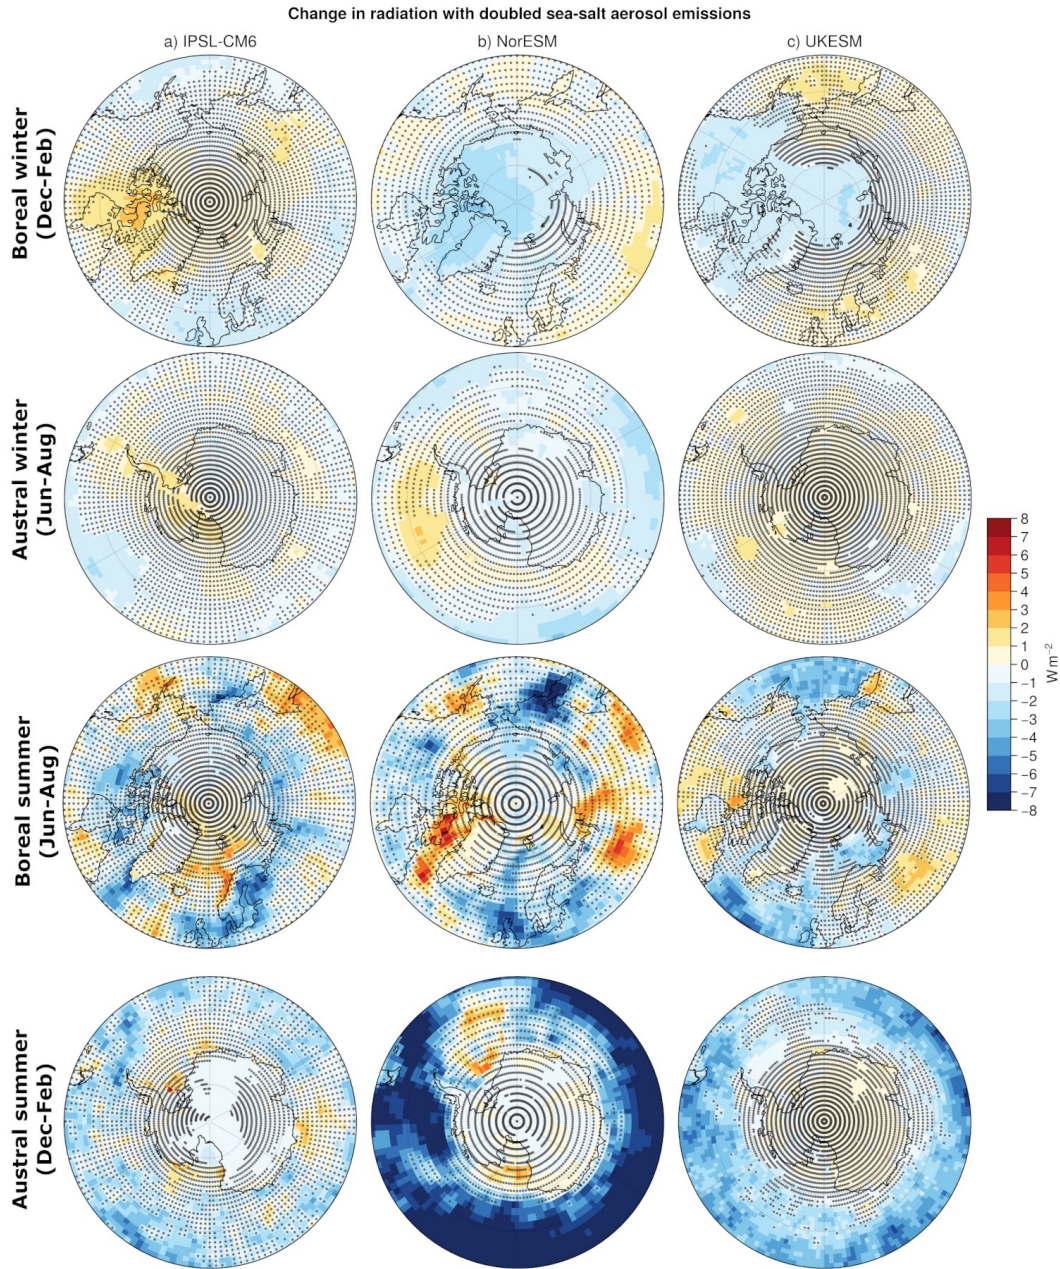 Change in radiation with doubled sea-salt aerosol emissions
a) IPSL-CM6
b) NorESM
c) UKESM
Boreal winter
(Dec-Feb)
Austral winter
(Jun-Aug)
Boreal summer
(Jun-Aug)
Austral summer
(Dec-Feb)
8
7
6
5
4
3
2
1
0
−1
−2
−3
−4
−5
−6
−7
−8
Wm⁻²